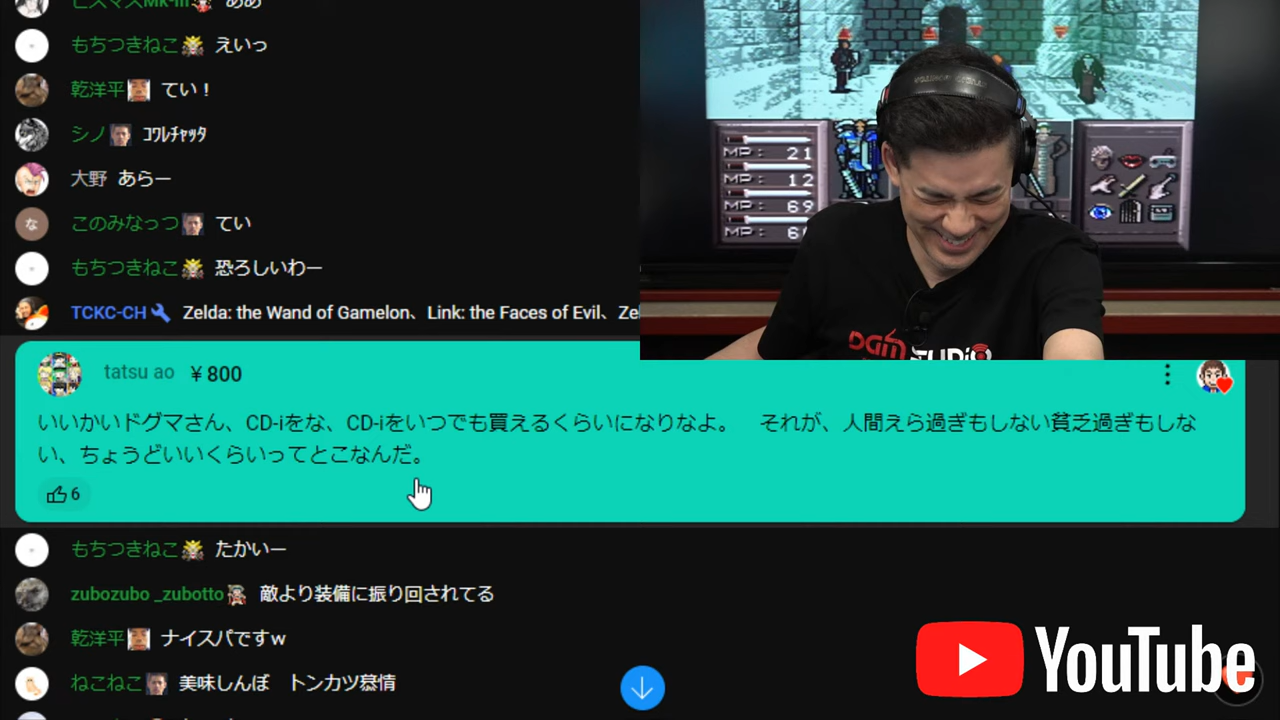 ああ
もちつきねこ えいっ
乾洋平 てい！
シノ ｺﾜﾚﾁｬｯﾀ
大野 あらー
な このみなっつ てい
もちつきねこ 恐ろしいわー
TCKC-CH Zelda: the Wand of Gamelon、Link: the Faces of Evil、Ze
MP: 21
MP: 12
MP: 69
MP: 6
DGM STUDIO
tatsu ao ￥800
いいかいドグマさん、CD-iをな、CD-iをいつでも買えるくらいになりなよ。　それが、人間えら過ぎもしない貧乏過ぎもしな
い、ちょうどいいくらいってとこなんだ。
6
もちつきねこ たかいー
zubozubo _zubotto 敵より装備に振り回されてる
乾洋平 ナイスパですｗ
ねこねこ 美味しんぼ　トンカツ慕情
YouTube